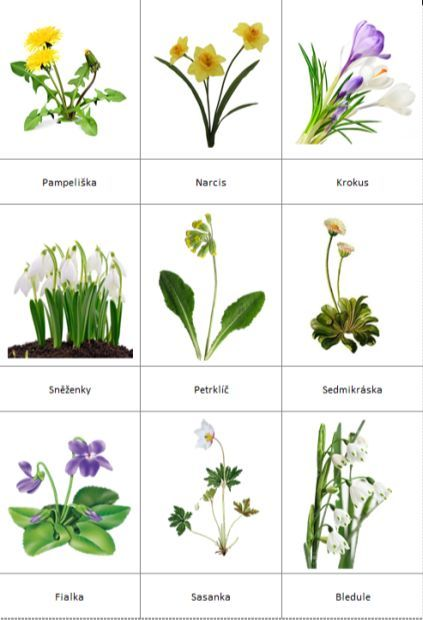 Pampeliška
Narcis
Krokus
Sněženky
Petrklíč
Sedmikráska
Fialka
Sasanka
Bledule